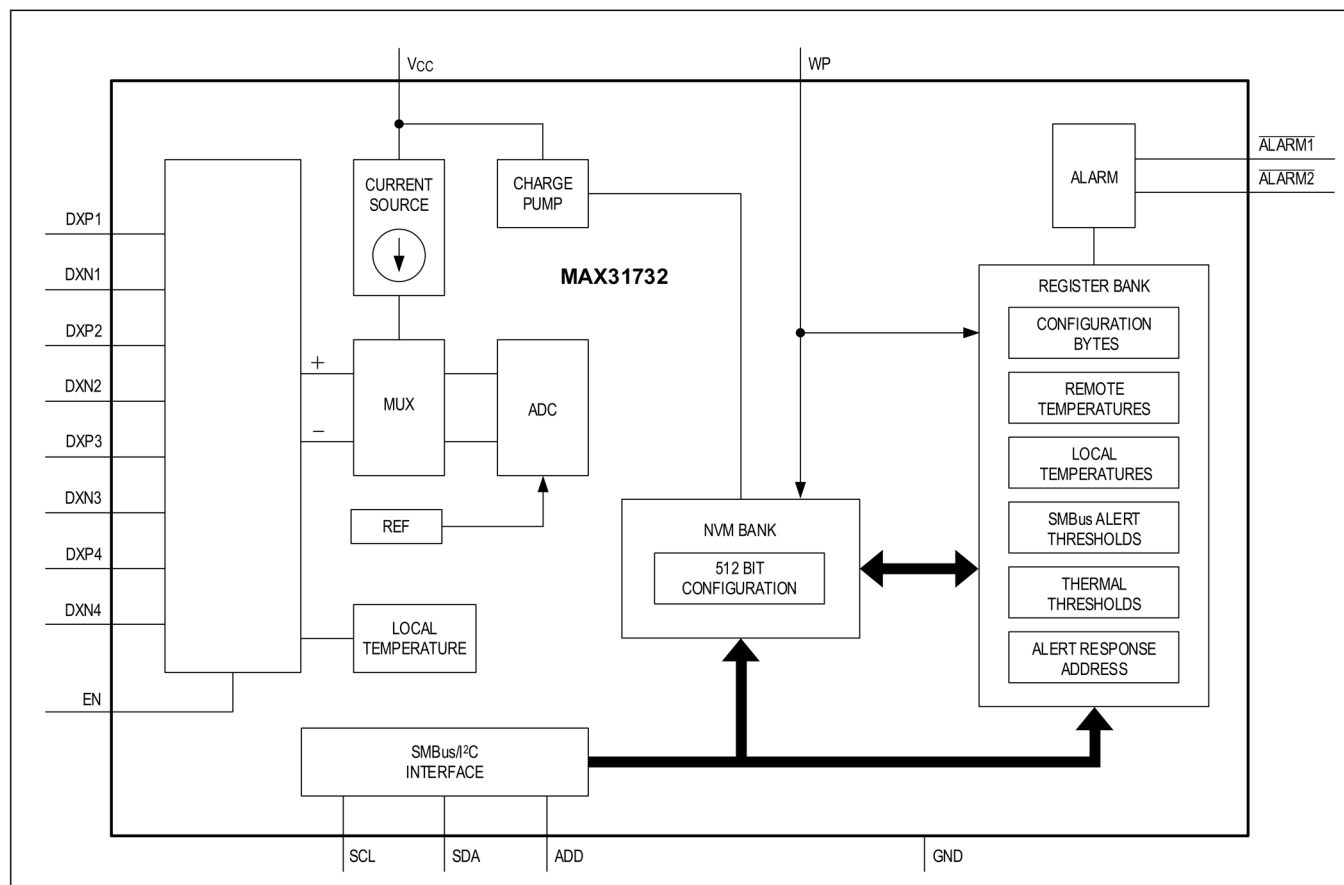 VCC
WP
ALARM1
ALARM2
ALARM
CURRENT
SOURCE
CHARGE
PUMP
DXP1
DXN1
DXP2
DXN2
DXP3
DXN3
DXP4
DXN4
EN
MAX31732
+
−
MUX
ADC
REF
LOCAL
TEMPERATURE
NVM BANK
512 BIT
CONFIGURATION
REGISTER BANK
CONFIGURATION
BYTES
REMOTE
TEMPERATURES
LOCAL
TEMPERATURES
SMBus ALERT
THRESHOLDS
THERMAL
THRESHOLDS
ALERT RESPONSE
ADDRESS
SMBus/I²C
INTERFACE
SCL
SDA
ADD
GND